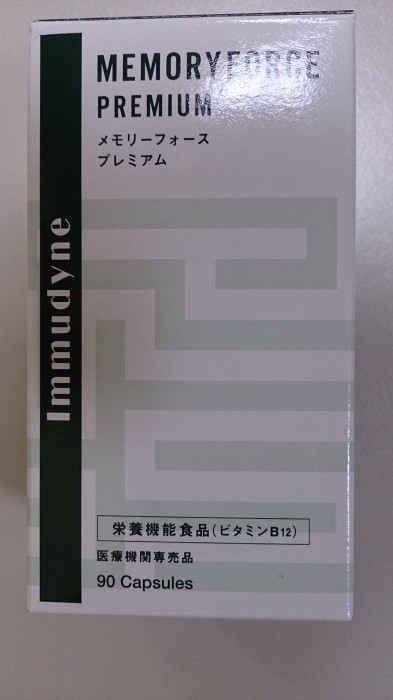 MEMORYFORCE
PREMIUM
メモリーフォース
プレミアム
Immudyne
栄養機能食品(ビタミンB12)
医療機関専売品
90 Capsules